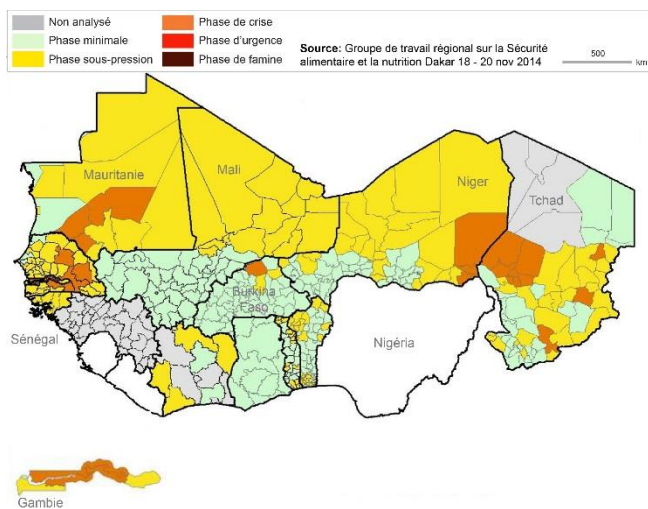 Non analysé
Phase minimale
Phase sous-pression
Phase de crise
Phase d'urgence
Phase de famine
Source: Groupe de travail régional sur la Sécurité
alimentaire et la nutrition Dakar 18 - 20 nov 2014
500
km
Mauritanie
Mali
Niger
Tchad
Burkina
Faso
Sénégal
Nigéria
Gambie